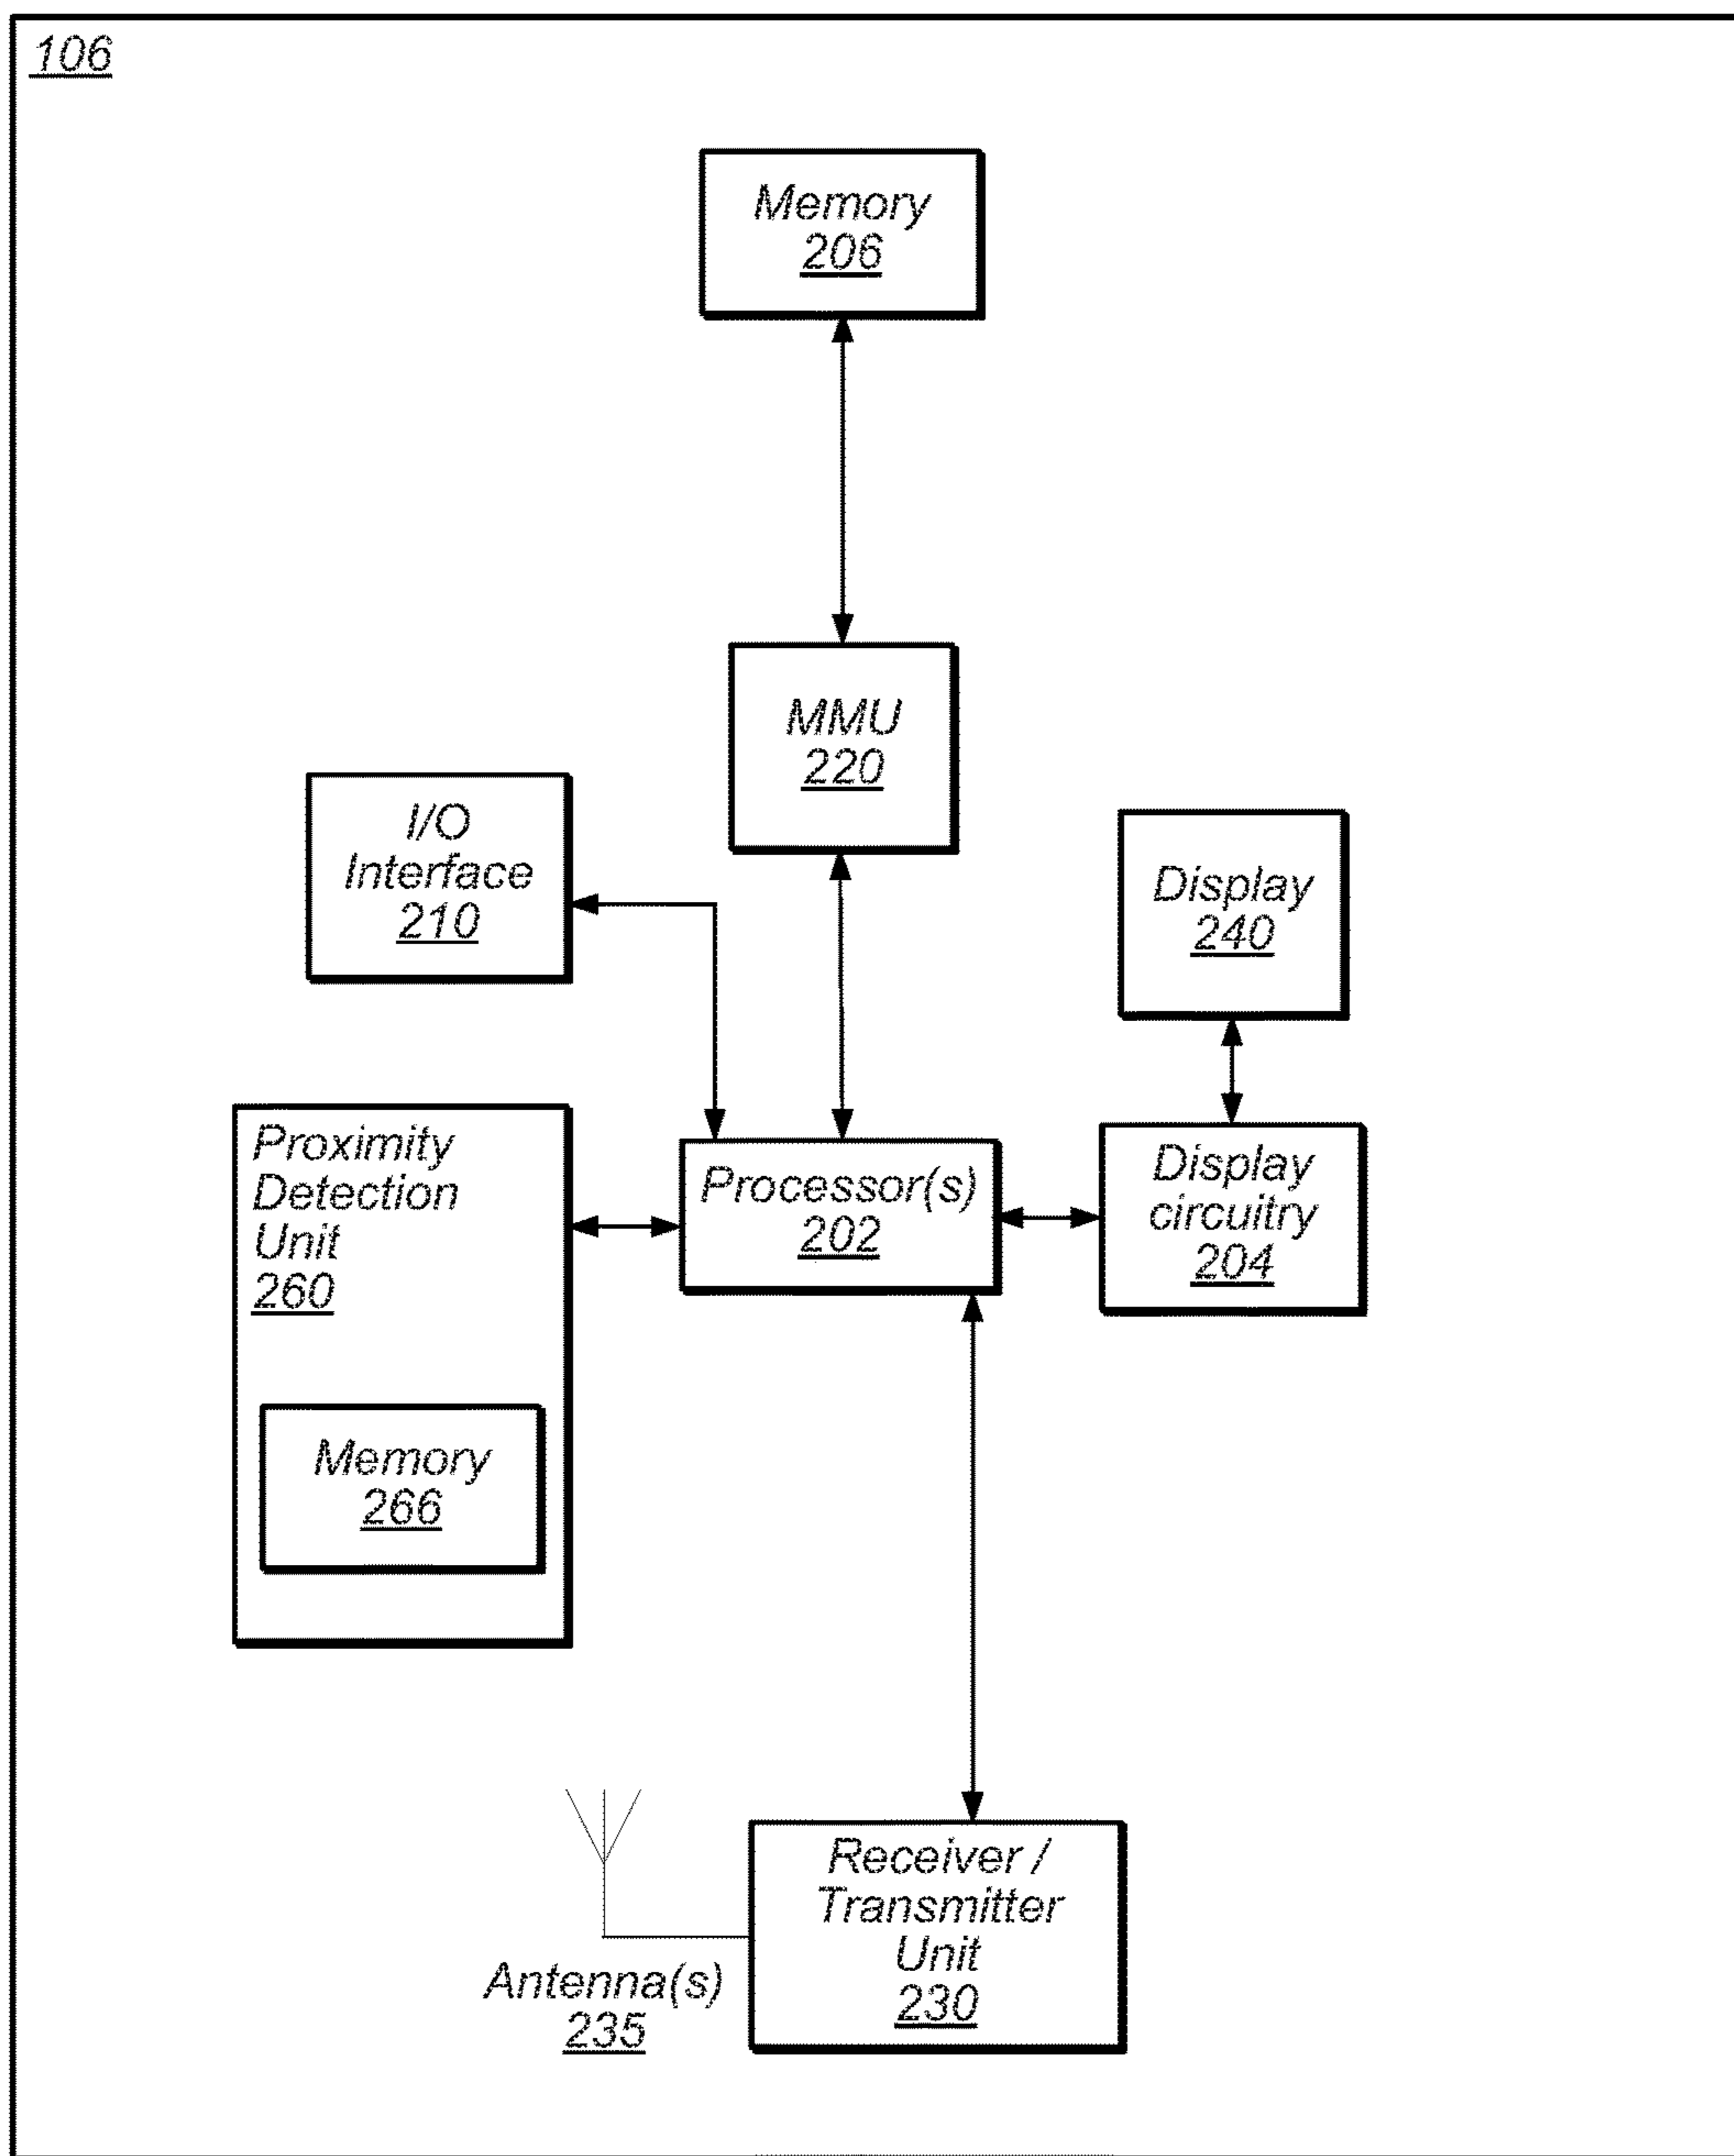 106
Memory
206
MMU
220
I/O
Interface
210
Display
240
Proximity
Detection
Unit
260
Processor(s)
202
Display
circuitry
204
Memory
266
Receiver /
Transmitter
Unit
230
Antenna(s)
235